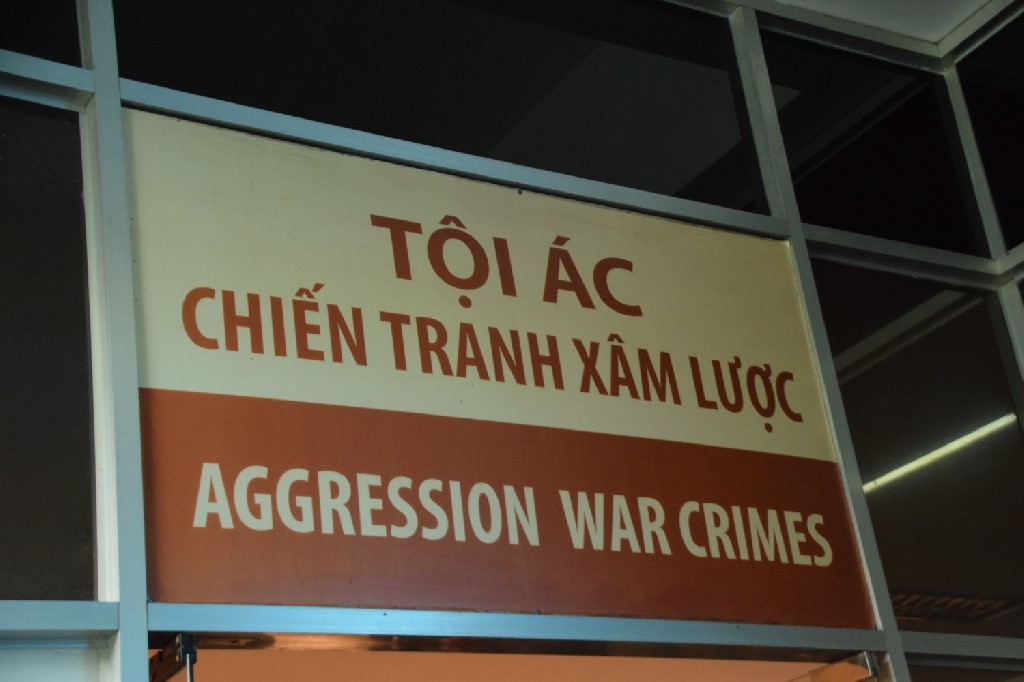 TỘI ÁC
CHIẾN TRANH XÂM LƯỢC
AGGRESSION WAR CRIMES